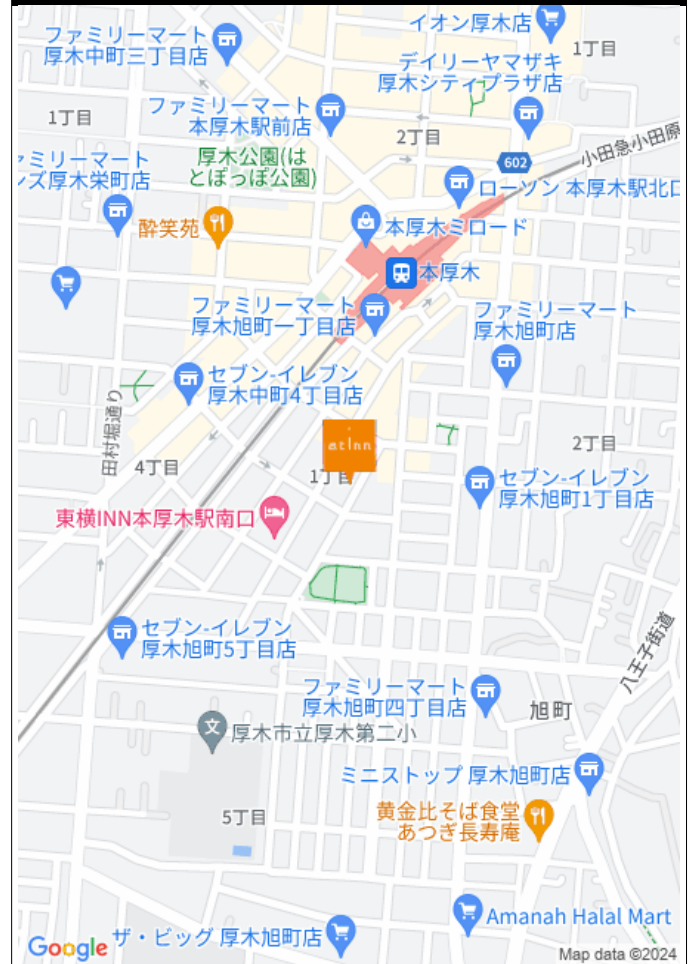 イオン厚木店
ファミリーマート
厚木中町三丁目店
1丁目
デイリーヤマザキ
厚木シティプラザ店
ファミリーマート
本厚木駅前店
1丁目
2丁目
厚木公園(は
とぽっぽ公園)
602
小田急小田原
ァミリーマート
ンズ厚木栄町店
ローソン 本厚木駅北口
酔笑苑
本厚木ミロード
本厚木
ファミリーマート
厚木旭町一丁目店
ファミリーマート
厚木旭町店
セブン-イレブン
厚木中町4丁目店
田村堀通り
at inn
4丁目
1丁目
2丁目
セブン-イレブン
厚木旭町1丁目店
東横INN本厚木駅南口
セブン-イレブン
厚木旭町5丁目店
八王子街道
ファミリーマート
厚木旭町四丁目店
旭町
文
厚木市立厚木第二小
ミニストップ 厚木旭町店
5丁目
黄金比そば食堂
あつぎ長寿庵
Amanah Halal Mart
ザ・ビッグ 厚木旭町店
Google
Map data ©2024